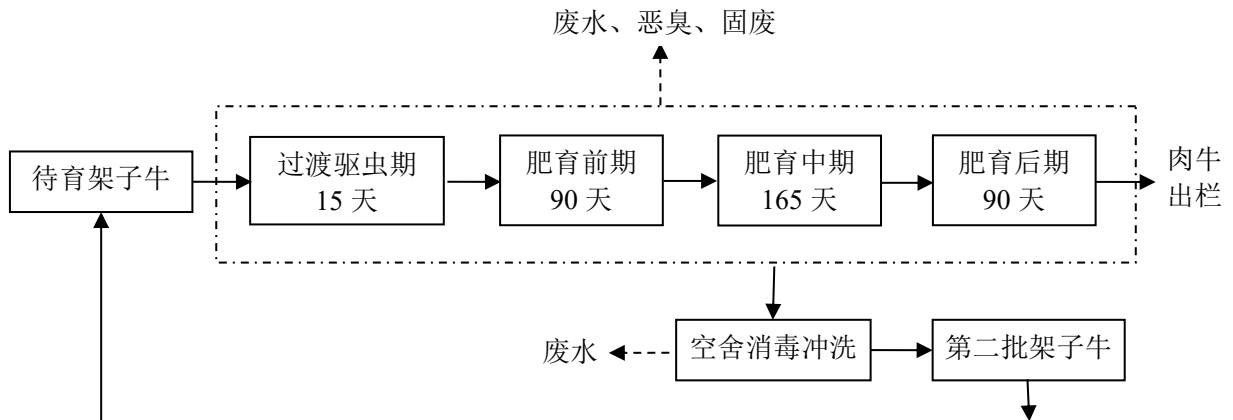 废水、恶臭、固废
待育架子牛
过渡驱虫期
15 天
肥育前期
90 天
肥育中期
165 天
肥育后期
90 天
肉牛
出栏
废水
空舍消毒冲洗
第二批架子牛